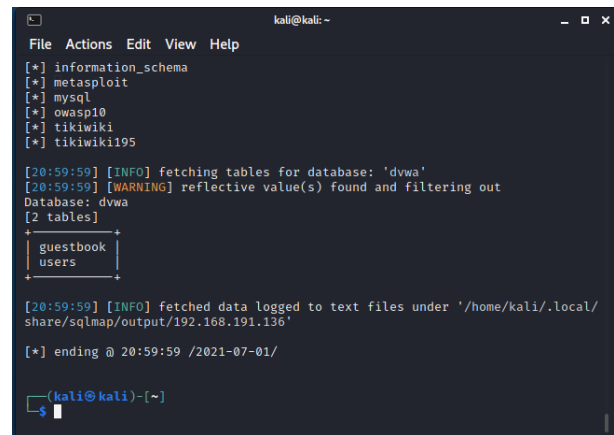 kali@kali: ~
File Actions Edit View Help
[*] information_schema
[*] metasploit
[*] mysql
[*] owasp10
[*] tikiwiki
[*] tikiwiki195
[20:59:59] [INFO] fetching tables for database: 'dvwa'
[20:59:59] [WARNING] reflective value(s) found and filtering out
Database: dvwa
[2 tables]
+-----------+
| guestbook |
| users     |
+-----------+
[20:59:59] [INFO] fetched data logged to text files under '/home/kali/.local/
share/sqlmap/output/192.168.191.136'
[*] ending @ 20:59:59 /2021-07-01/
┌──(kali㉿kali)-[~]
└─$